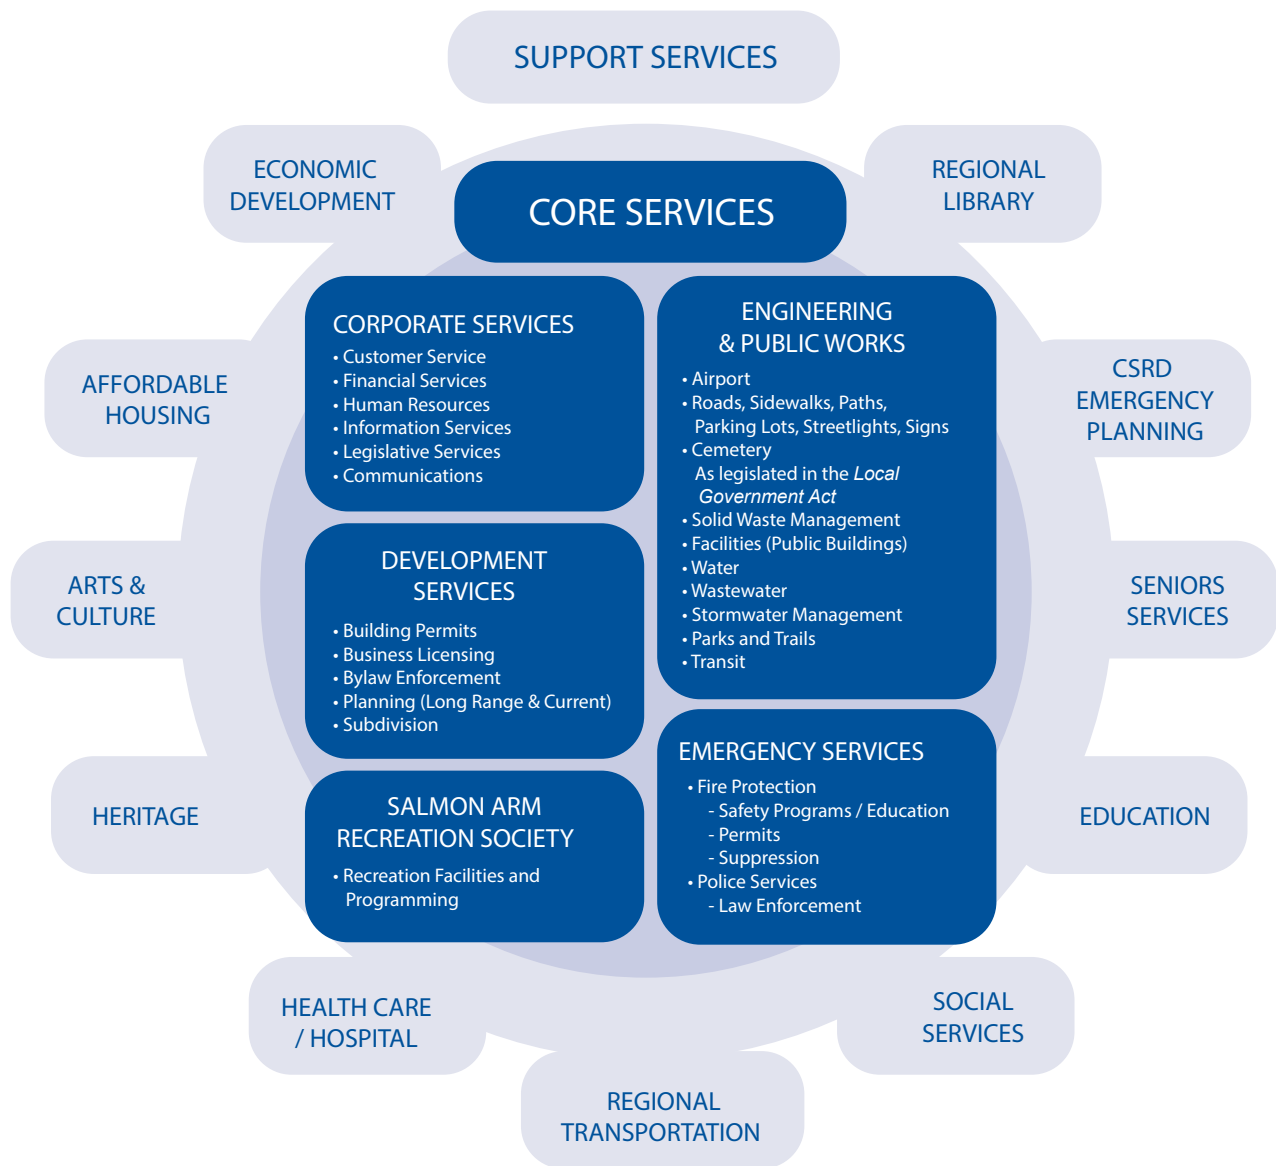 SUPPORT SERVICES
ECONOMIC
DEVELOPMENT
REGIONAL
LIBRARY
CORE SERVICES
CORPORATE SERVICES
• Customer Service
• Financial Services
• Human Resources
• Information Services
• Legislative Services
• Communications
ENGINEERING
& PUBLIC WORKS
• Airport
• Roads, Sidewalks, Paths,
Parking Lots, Streetlights, Signs
• Cemetery
As legislated in the Local
Government Act
• Solid Waste Management
• Facilities (Public Buildings)
• Water
• Wastewater
• Stormwater Management
• Parks and Trails
• Transit
AFFORDABLE
HOUSING
CSRD
EMERGENCY
PLANNING
DEVELOPMENT
SERVICES
• Building Permits
• Business Licensing
• Bylaw Enforcement
• Planning (Long Range & Current)
• Subdivision
ARTS &
CULTURE
SENIORS
SERVICES
EMERGENCY SERVICES
• Fire Protection
- Safety Programs / Education
- Permits
- Suppression
• Police Services
- Law Enforcement
SALMON ARM
RECREATION SOCIETY
• Recreation Facilities and
Programming
HERITAGE
EDUCATION
HEALTH CARE
/ HOSPITAL
SOCIAL
SERVICES
REGIONAL
TRANSPORTATION